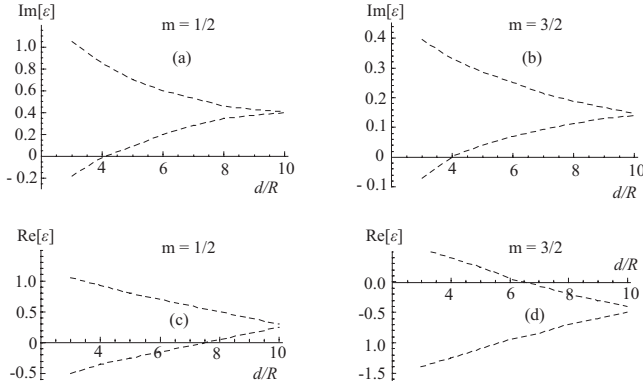 Im[ε]
m = 1/2
(a)
1.0
0.8
0.6
0.4
0.2
0
-0.2
4
6
8
10
d/R
Im[ε]
m = 3/2
(b)
0.4
0.3
0.2
0.1
0
-0.1
4
6
8
10
d/R
Re[ε]
m = 1/2
(c)
1.0
0.5
0
-0.5
4
6
8
10
d/R
Re[ε]
m = 3/2
d/R
0.0
4
6
8
10
-0.5
(d)
-1.0
-1.5